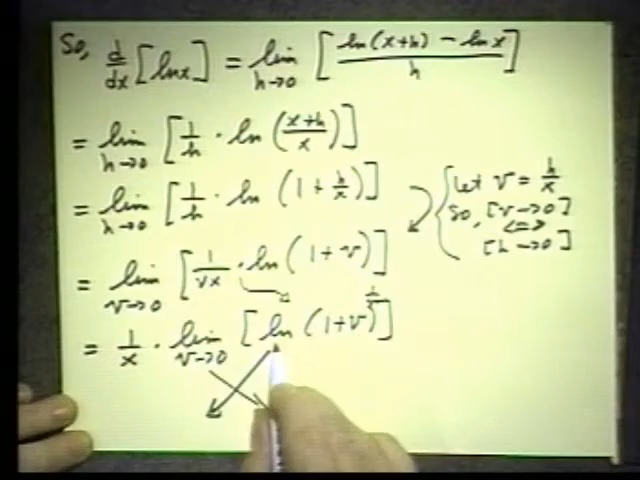 So, d/dx [ln x] = lim h→0 [ (ln(x+h) - ln x) / h ]
= lim h→0 [ 1/h · ln ( (x+h)/x ) ]
= lim h→0 [ 1/h · ln (1 + h/x) ]
let v = h/x
so, [v→0]
<=>
[h→0]
= lim v→0 [ 1/(vx) · ln (1 + v) ]
= 1/x · lim v→0 [ ln (1+v)^(1/v) ]